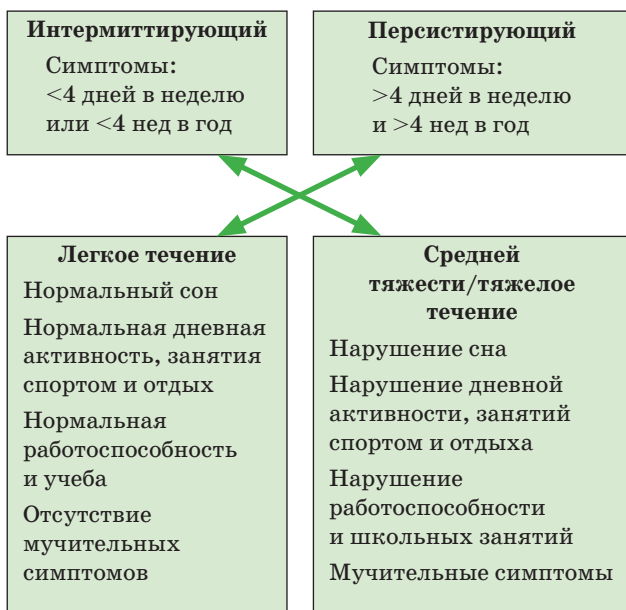 Интермиттирующий
Симптомы:
<4 дней в неделю
или <4 нед в год
Персистирующий
Симптомы:
>4 дней в неделю
и >4 нед в год
Легкое течение
Нормальный сон
Нормальная дневная
активность, занятия
спортом и отдых
Нормальная
работоспособность
и учеба
Отсутствие
мучительных
симптомов
Средней
тяжести/тяжелое
течение
Нарушение сна
Нарушение дневной
активности, занятий
спортом и отдыха
Нарушение
работоспособности
и школьных занятий
Мучительные симптомы